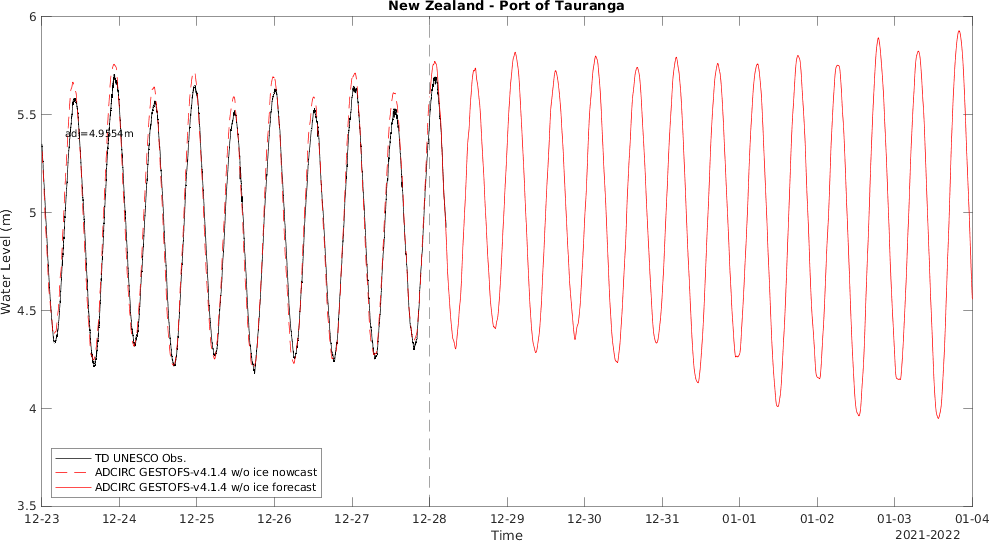 New Zealand - Port of Tauranga
6
5.5
5
4.5
4
3.5
Water Level (m)
adj=4.9554m
TD UNESCO Obs.
ADCIRC GESTOFS-v4.1.4 w/o ice nowcast
ADCIRC GESTOFS-v4.1.4 w/o ice forecast
12-23 12-24 12-25 12-26 12-27 12-28 12-29 12-30 12-31 01-01 01-02 01-03 01-04
Time
2021-2022